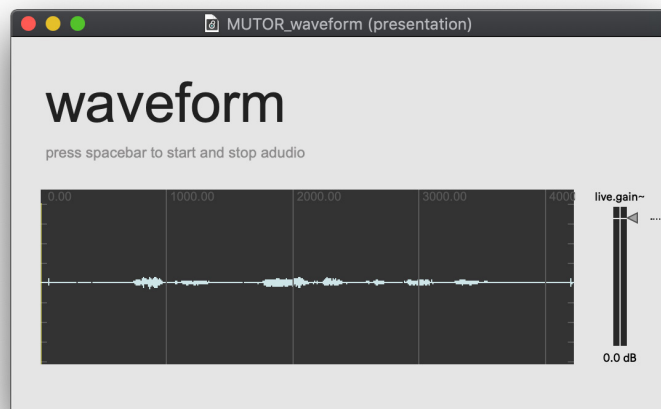 MUTOR_waveform (presentation)
waveform
press spacebar to start and stop adudio
0.00 1000.00 2000.00 3000.00 4000
live.gain~
0.0 dB